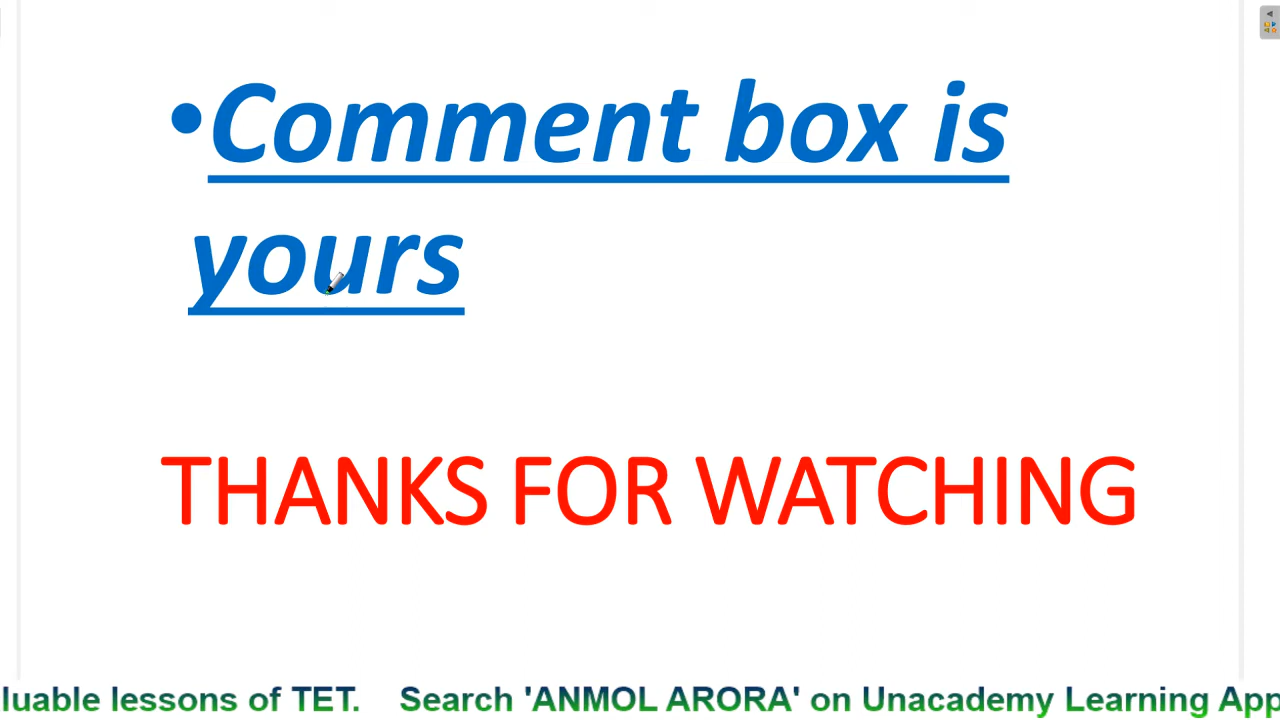 •Comment box is
yours
THANKS FOR WATCHING
luable lessons of TET. Search 'ANMOL ARORA' on Unacademy Learning App